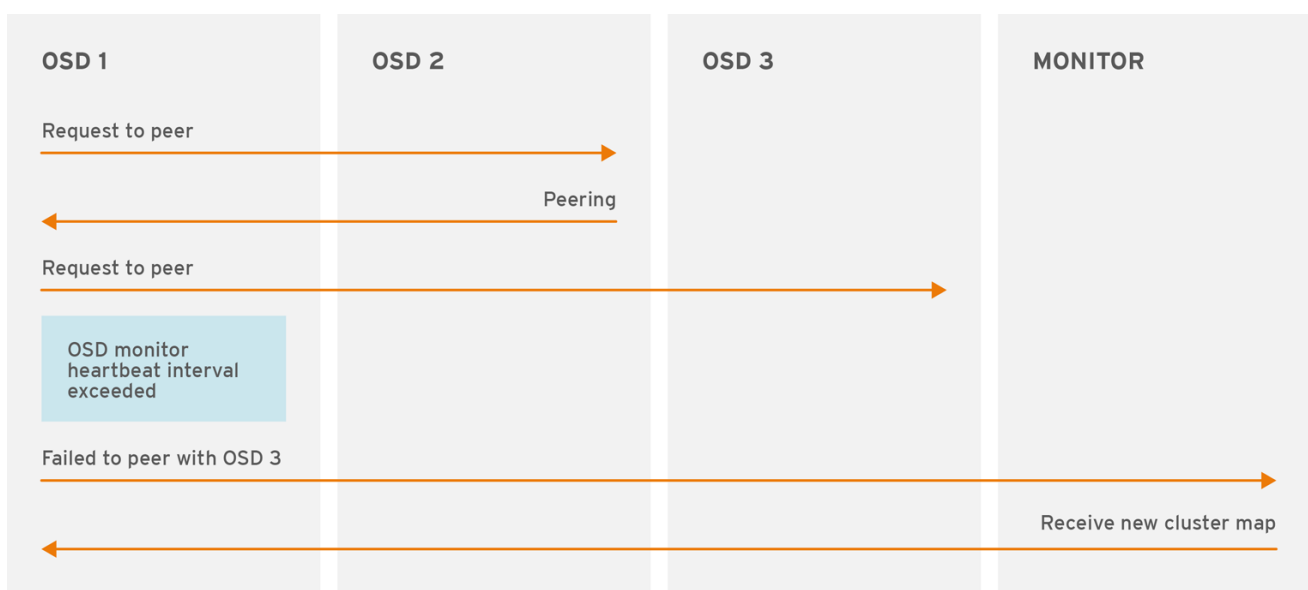 OSD 1
OSD 2
OSD 3
MONITOR
Request to peer
Peering
Request to peer
OSD monitor
heartbeat interval
exceeded
Failed to peer with OSD 3
Receive new cluster map